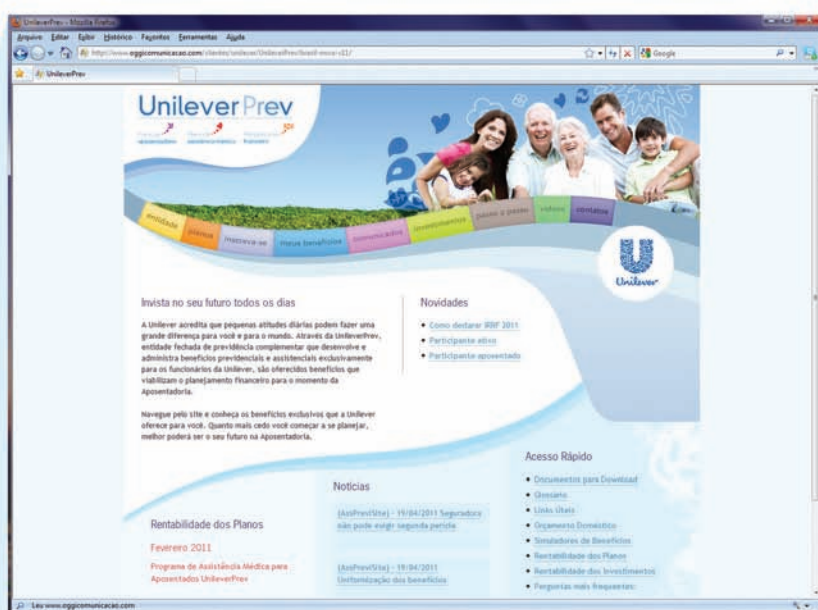 UnileverPrev - Mozilla Firefox
Arquivo Editar Exibir Histórico Favoritos Ferramentas Ajuda
Google
UnileverPrev
UnileverPrev
entidade planos inscreva-se meus benefícios comunicados investimentos passo a passo vídeos contatos
Unilever
Invista no seu futuro todos os dias
A Unilever acredita que pequenas atitudes diárias podem fazer uma
grande diferença para você e para o mundo. Através da UnileverPrev,
entidade fechada de previdência complementar que desenvolve e
administra benefícios previdenciais e assistenciais exclusivamente
para os funcionários da Unilever, são oferecidos benefícios que
viabilizam o planejamento financeiro para o momento da
Aposentadoria.
Navegue pelo site e conheça os benefícios exclusivos que a Unilever
oferece para você. Quanto mais cedo você começar a se planejar,
melhor poderá ser o seu futuro na Aposentadoria.
Novidades
Como declarar IRRF 2011
Participante ativo
Participante aposentado
Rentabilidade dos Planos
Fevereiro 2011
Programa de Assistência Médica para
Aposentados UnileverPrev
Notícias
(AssPreviSite) - 19/04/2011 Seguradora
não pode exigir segunda perícia
(AssPreviSite) - 19/04/2011
Uniformização dos benefícios
Acesso Rápido
Documentos para Download
Glossário
Links Úteis
Orçamento Doméstico
Simuladores de Benefícios
Rentabilidade dos Planos
Rentabilidade dos Investimentos
Perguntas mais frequentes:
Leu www.oggicomunicacao.com